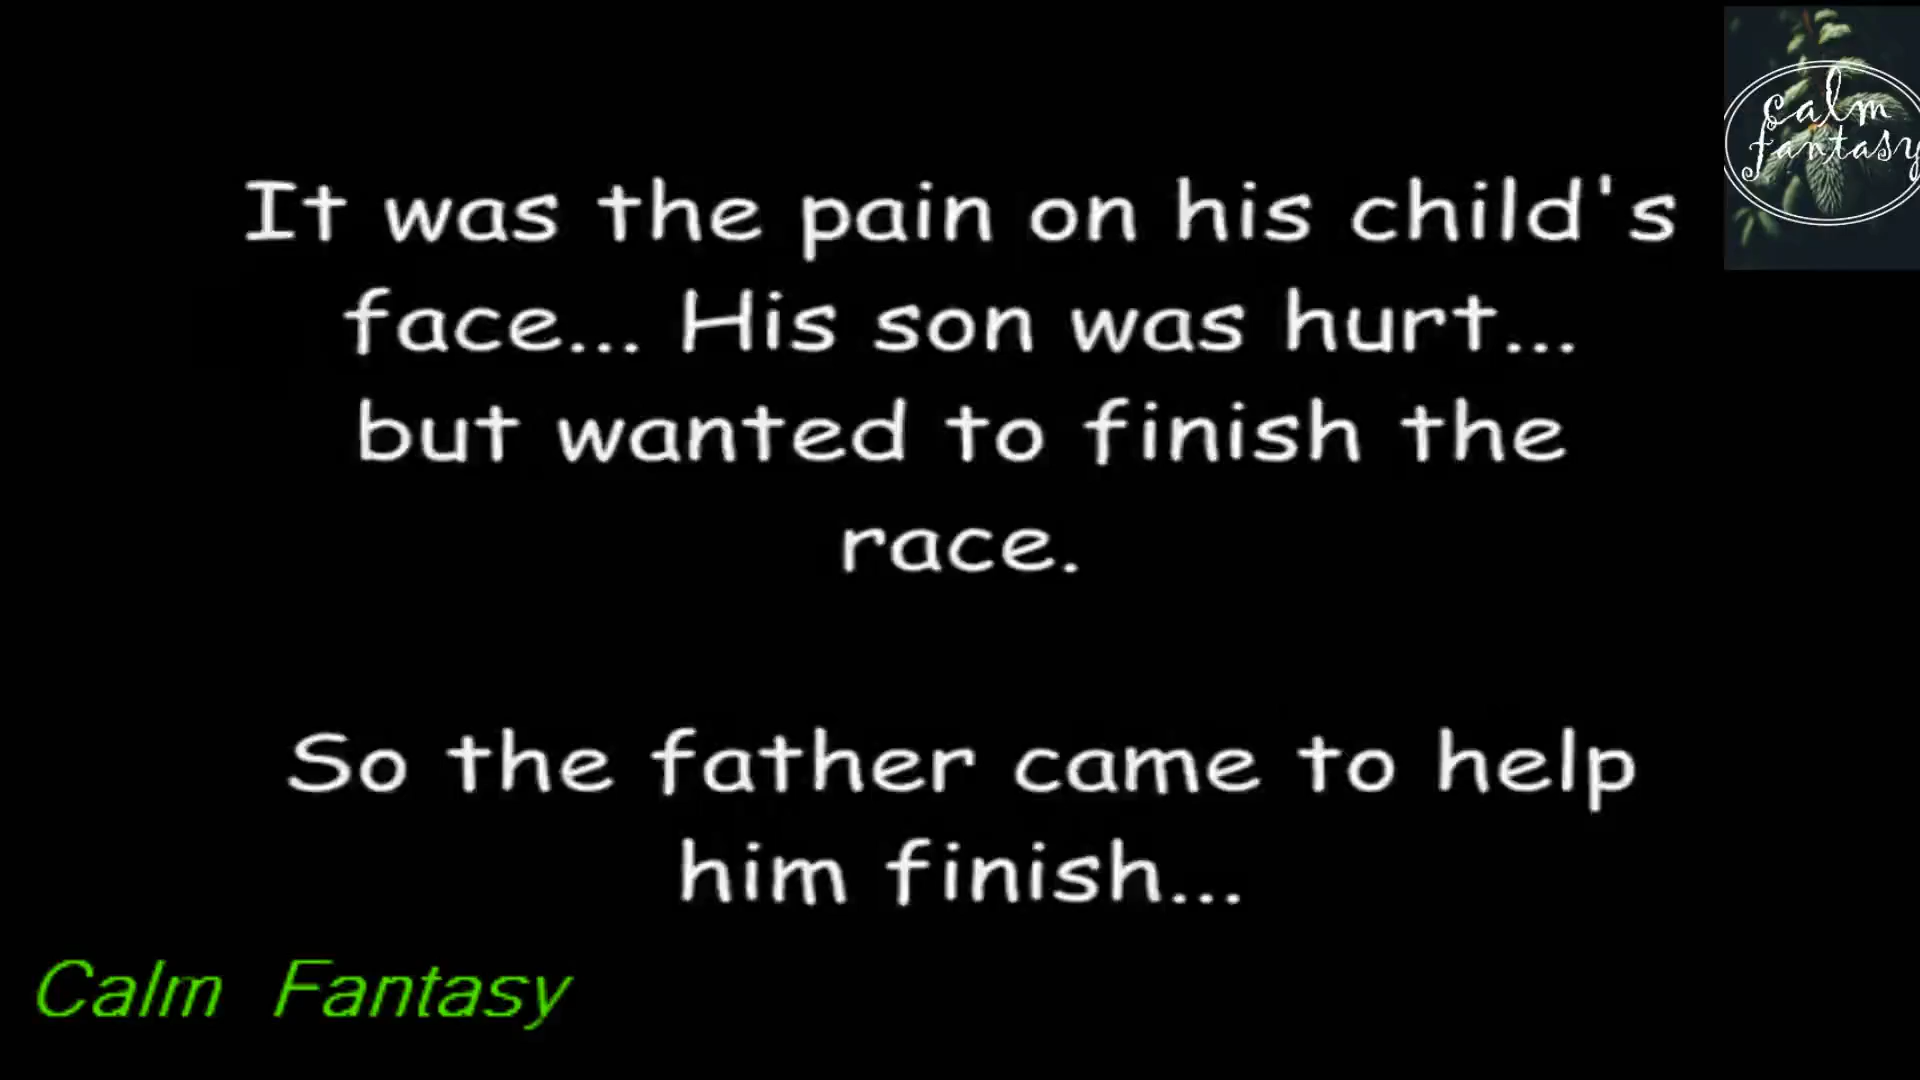 calm
fantasy
It was the pain on his child's
face... His son was hurt...
but wanted to finish the
race.
So the father came to help
him finish...
Calm Fantasy